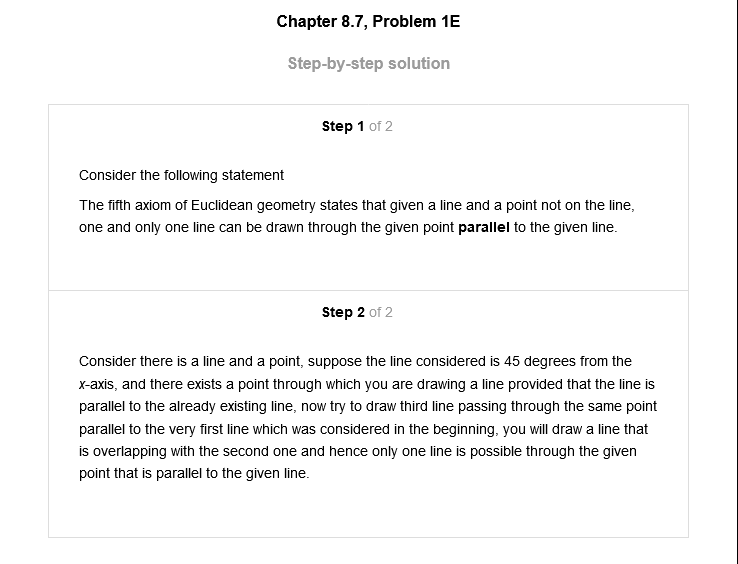 Chapter 8.7, Problem 1E
Step-by-step solution
Step 1 of 2
Consider the following statement
The fifth axiom of Euclidean geometry states that given a line and a point not on the line,
one and only one line can be drawn through the given point parallel to the given line.
Step 2 of 2
Consider there is a line and a point, suppose the line considered is 45 degrees from the
x-axis, and there exists a point through which you are drawing a line provided that the line is
parallel to the already existing line, now try to draw third line passing through the same point
parallel to the very first line which was considered in the beginning, you will draw a line that
is overlapping with the second one and hence only one line is possible through the given
point that is parallel to the given line.